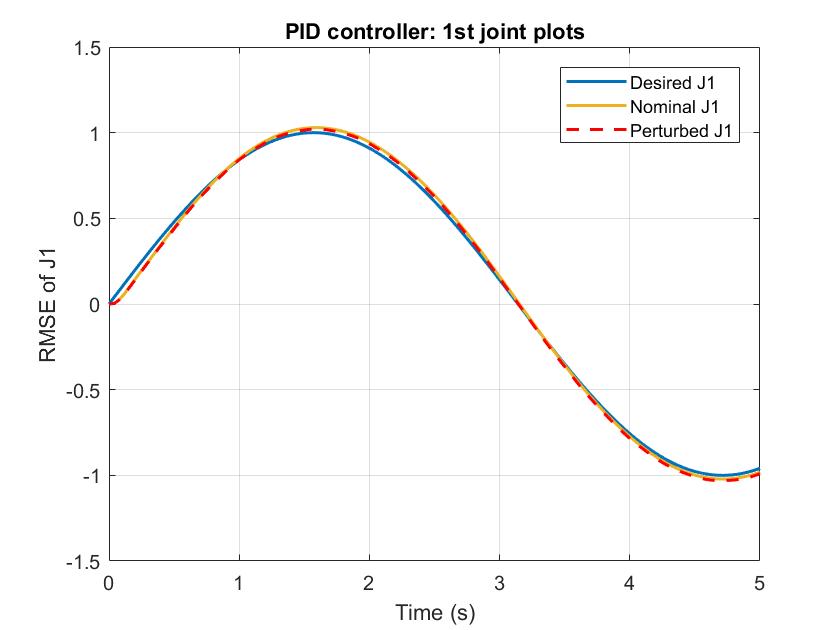 PID controller: 1st joint plots
1.5
1
0.5
0
-0.5
-1
-1.5
RMSE of J1
Desired J1
Nominal J1
Perturbed J1
0 1 2 3 4 5
Time (s)